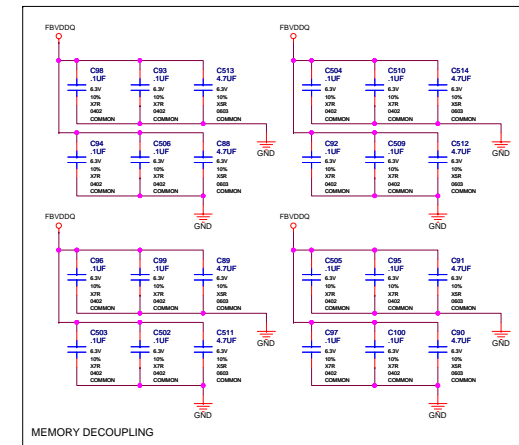 FBVDDQ
C98
.1UF
6.3V
10%
X7R
0402
COMMON
C93
.1UF
6.3V
10%
X7R
0402
COMMON
C513
4.7UF
6.3V
10%
X5R
0603
COMMON
GND
C94
.1UF
6.3V
10%
X7R
0402
COMMON
C506
.1UF
6.3V
10%
X7R
0402
COMMON
C88
4.7UF
6.3V
10%
X5R
0603
COMMON
GND
FBVDDQ
C504
.1UF
6.3V
10%
X7R
0402
COMMON
C510
.1UF
6.3V
10%
X7R
0402
COMMON
C514
4.7UF
6.3V
10%
X5R
0603
COMMON
GND
C92
.1UF
6.3V
10%
X7R
0402
COMMON
C509
.1UF
6.3V
10%
X7R
0402
COMMON
C512
4.7UF
6.3V
10%
X5R
0603
COMMON
GND
FBVDDQ
C96
.1UF
6.3V
10%
X7R
0402
COMMON
C99
.1UF
6.3V
10%
X7R
0402
COMMON
C89
4.7UF
6.3V
10%
X5R
0603
COMMON
GND
C503
.1UF
6.3V
10%
X7R
0402
COMMON
C502
.1UF
6.3V
10%
X7R
0402
COMMON
C511
4.7UF
6.3V
10%
X5R
0603
COMMON
GND
FBVDDQ
C505
.1UF
6.3V
10%
X7R
0402
COMMON
C95
.1UF
6.3V
10%
X7R
0402
COMMON
C91
4.7UF
6.3V
10%
X5R
0603
COMMON
GND
C97
.1UF
6.3V
10%
X7R
0402
COMMON
C100
.1UF
6.3V
10%
X7R
0402
COMMON
C90
4.7UF
6.3V
10%
X5R
0603
COMMON
GND
MEMORY DECOUPLING